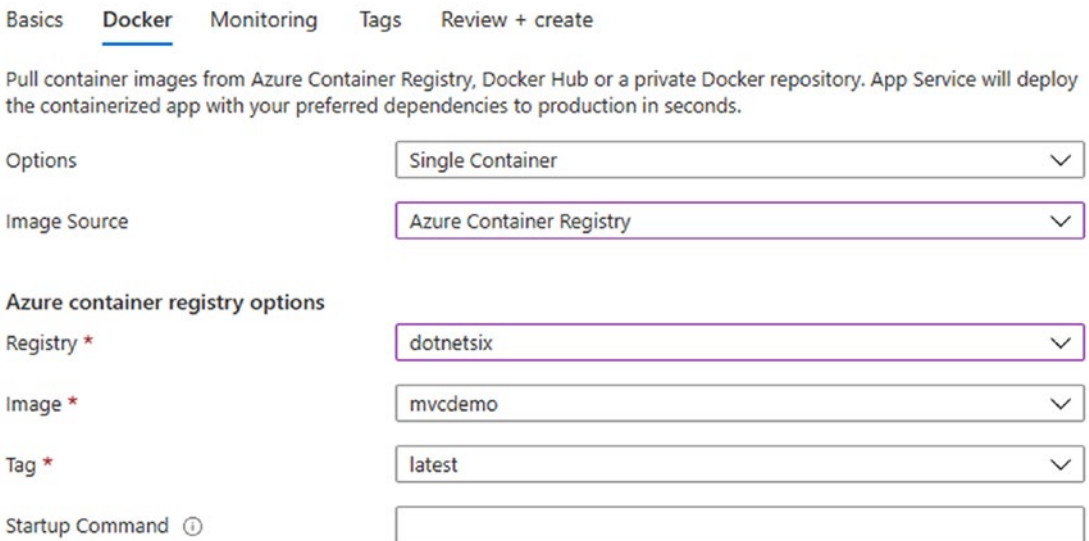 Basics Docker Monitoring Tags Review + create
Pull container images from Azure Container Registry, Docker Hub or a private Docker repository. App Service will deploy
the containerized app with your preferred dependencies to production in seconds.
Options Single Container
Image Source Azure Container Registry
Azure container registry options
Registry * dotnetsix
Image * mvcdemo
Tag * latest
Startup Command